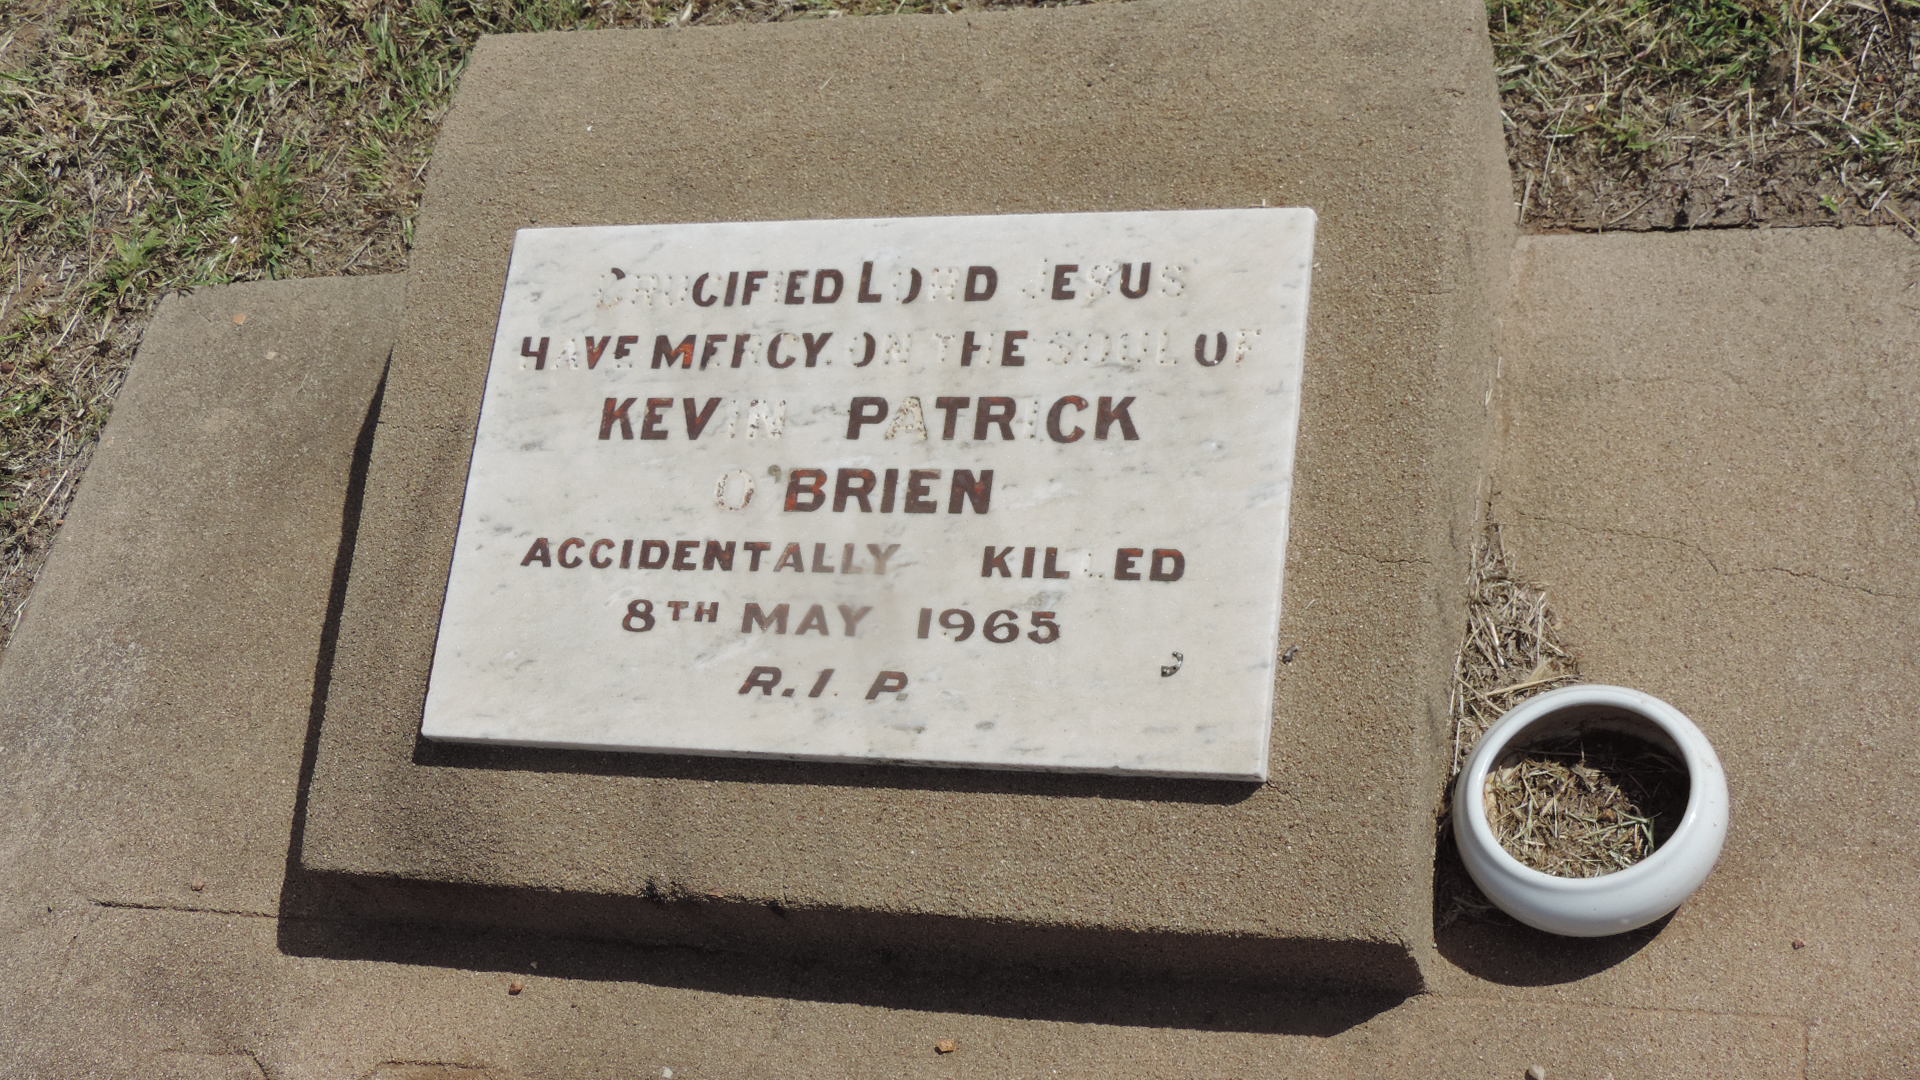 CRUCIFIED LORD JESUS
HAVE MERCY ON THE SOUL OF
KEVIN PATRICK
O'BRIEN
ACCIDENTALLY KILLED
8TH MAY 1965
R.I.P.